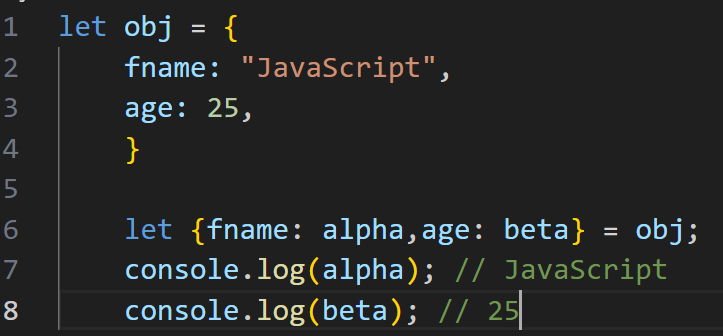 1 let obj = {
2 fname: "JavaScript",
3 age: 25,
4 }
5
6 let {fname: alpha,age: beta} = obj;
7 console.log(alpha); // JavaScript
8 console.log(beta); // 25